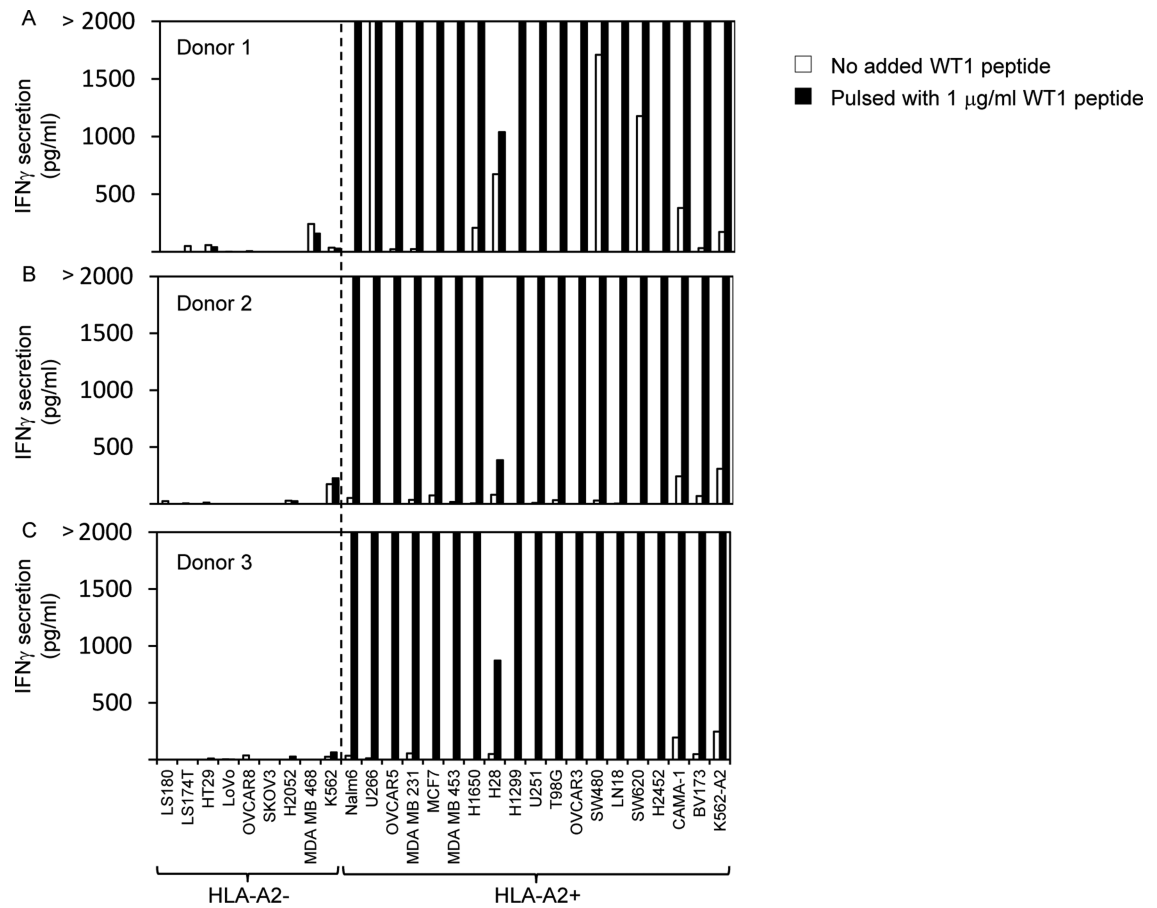 A
> 2000
1500
1000
500
IFNγ secretion
(pg/ml)
Donor 1
No added WT1 peptide
Pulsed with 1 μg/ml WT1 peptide
B
> 2000
1500
1000
500
IFNγ secretion
(pg/ml)
Donor 2
C
> 2000
1500
1000
500
IFNγ secretion
(pg/ml)
Donor 3
LS180
LS174T
HT29
LoVo
OVCAR8
SKOV3
H2052
MDA MB 468
K562
Nalm6
U266
OVCAR5
MDA MB 231
MCF7
MDA MB 453
H1650
H28
H1299
U251
T98G
OVCAR3
SW480
LN18
SW620
H2452
CAMA-1
BV173
K562-A2
HLA-A2-
HLA-A2+